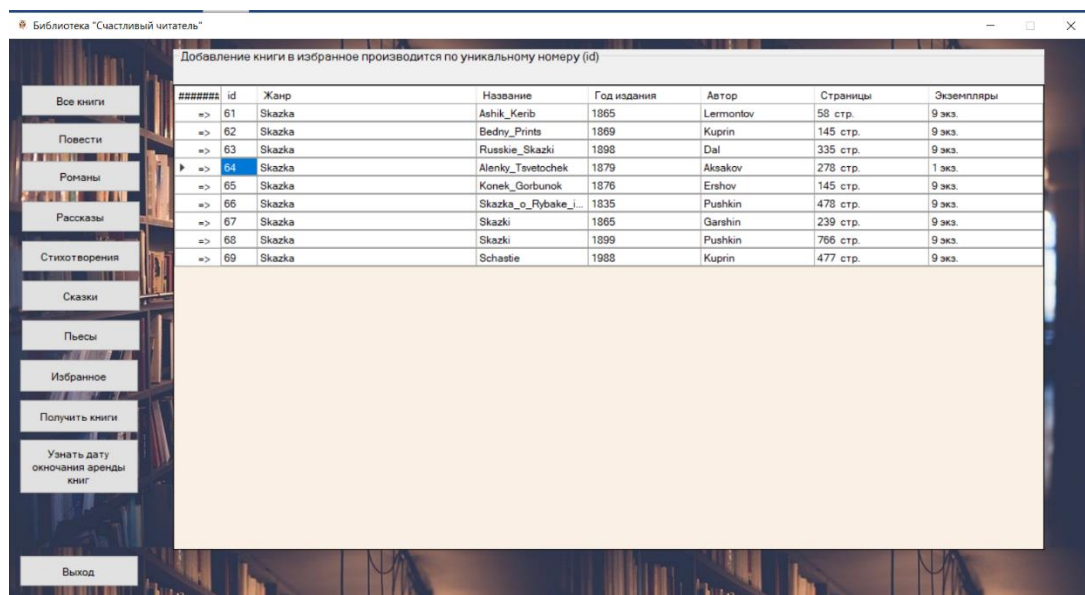 Библиотека "Счастливый читатель"
Добавление книги в избранное производится по уникальному номеру (id)
Все книги
Повести
Романы
Рассказы
Стихотворения
Сказки
Пьесы
Избранное
Получить книги
Узнать дату
окночания аренды
книг
Выход
####### id Жанр Название Год издания Автор Страницы Экземпляры
=> 61 Skazka Ashik_Kerib 1865 Lermontov 58 стр. 9 экз.
=> 62 Skazka Bedny_Prints 1869 Kuprin 145 стр. 9 экз.
=> 63 Skazka Russkie_Skazki 1898 Dal 335 стр. 9 экз.
=> 64 Skazka Alenky_Tsvetochek 1879 Aksakov 278 стр. 1 экз.
=> 65 Skazka Konek_Gorbunok 1876 Ershov 145 стр. 9 экз.
=> 66 Skazka Skazka_o_Rybake_i... 1835 Pushkin 478 стр. 9 экз.
=> 67 Skazka Skazki 1865 Garshin 239 стр. 9 экз.
=> 68 Skazka Skazki 1899 Pushkin 766 стр. 9 экз.
=> 69 Skazka Schastie 1988 Kuprin 477 стр. 9 экз.